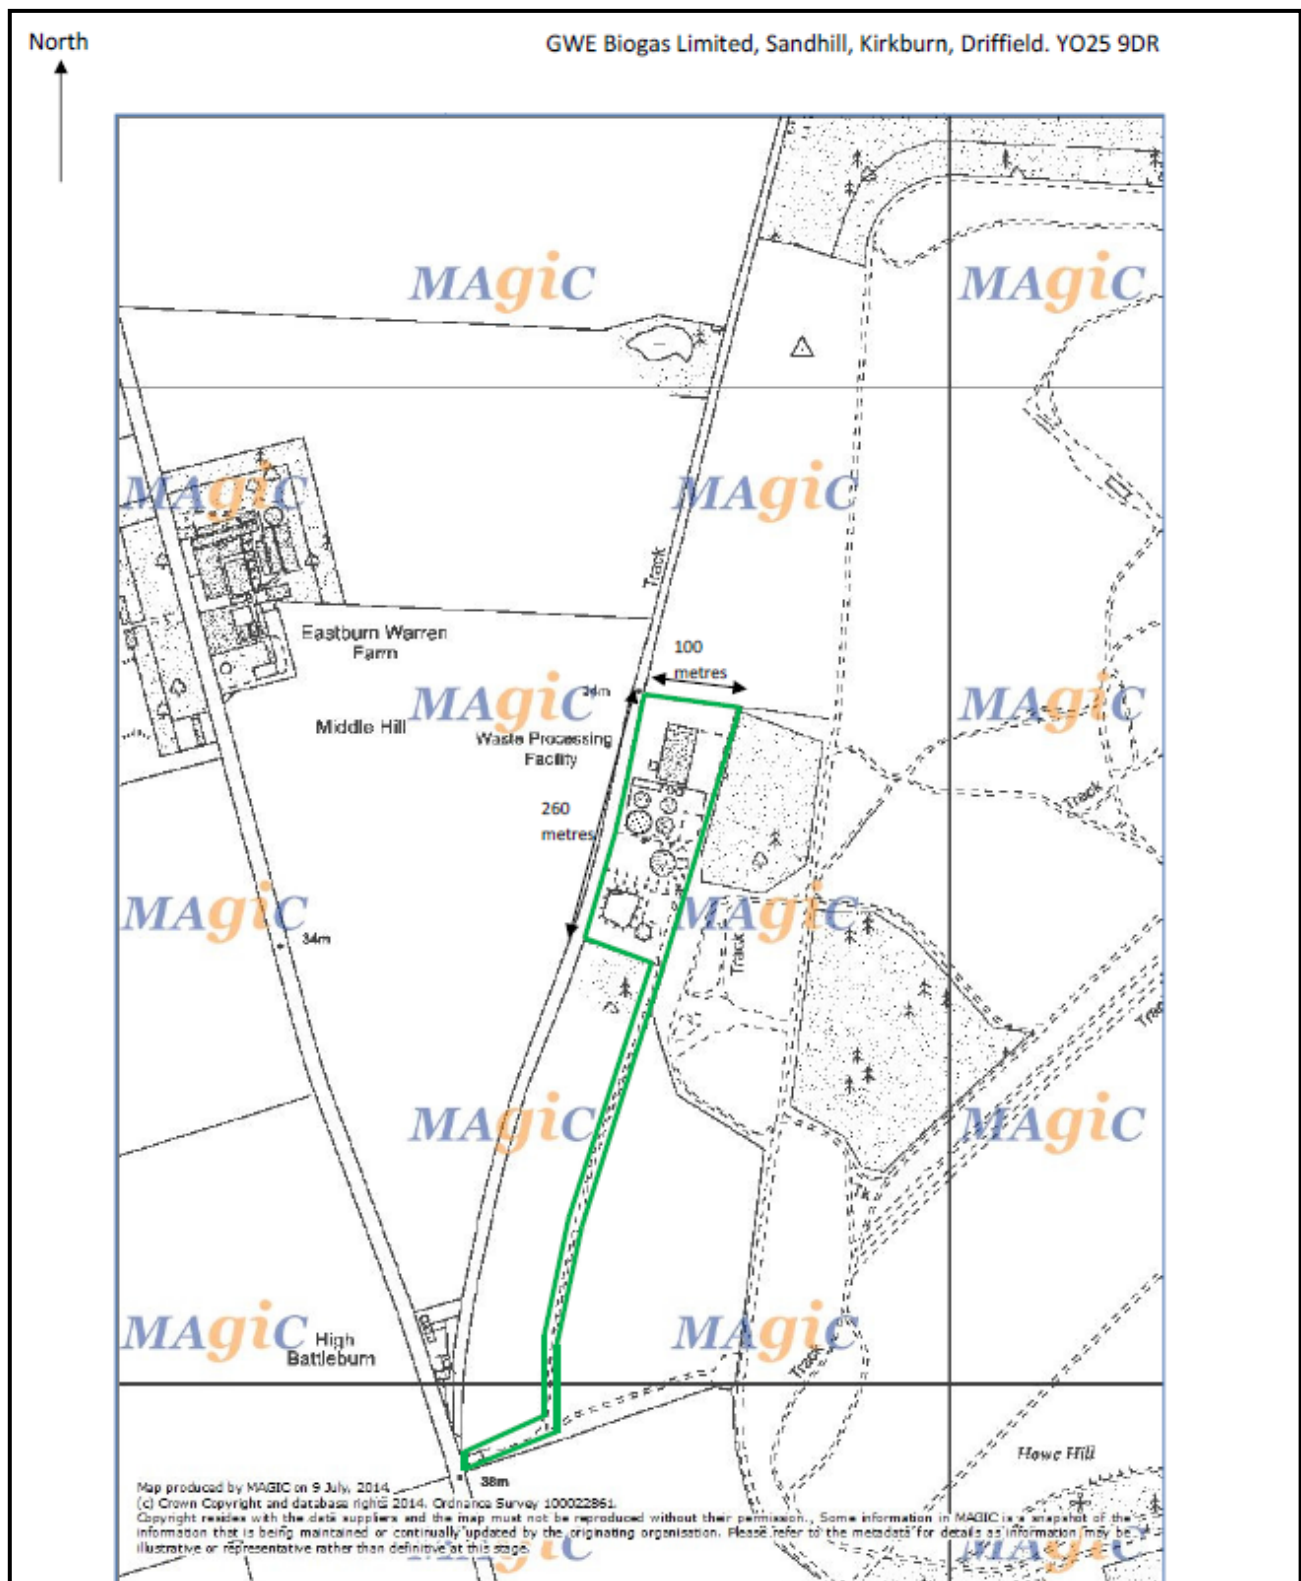 North
GWE Biogas Limited, Sandhill, Kirkburn, Driffield. YO25 9DR
MAgiC
MAgiC
MAgiC
MAgiC
Track
Eastburn Warren
Farm
100
metres
34m
MAgiC
MAgiC
Middle Hill
Waste Processing
Facility
260
metres
Track
MAgiC
MAgiC
34m
Track
Track
MAgiC
MAgiC
MAgiC
MAgiC
High
Battleburn
Track
Howe Hill
38m
Map produced by MAGIC on 9 July, 2014.
(c) Crown Copyright and database rights 2014. Ordnance Survey 100022861.
Copyright resides with the data suppliers and the map must not be reproduced without their permission. Some information in MAGIC is a snapshot of the
information that is being maintained or continually updated by the originating organisation. Please refer to the metadata for details as information may be
illustrative or representative rather than definitive at this stage.
MAgiC